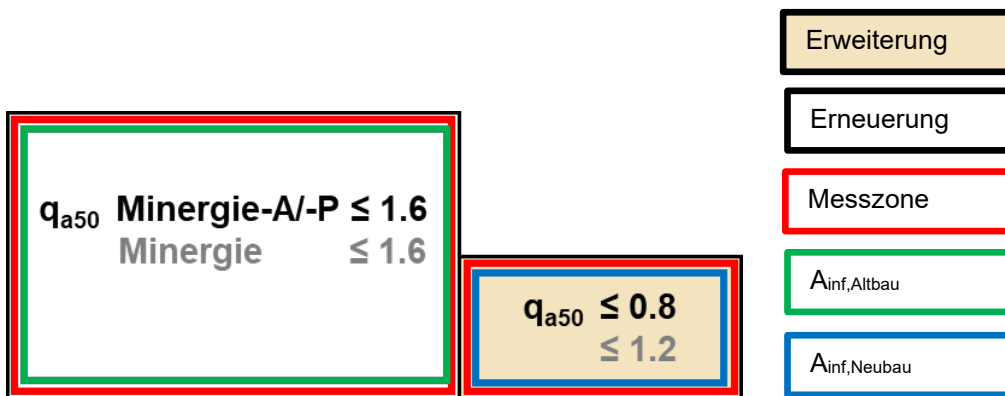 Erweiterung
Erneuerung
Messzone
Ainf,Altbau
Ainf,Neubau
qa50 Minergie-A/-P ≤ 1.6
Minergie ≤ 1.6
qa50 ≤ 0.8
≤ 1.2